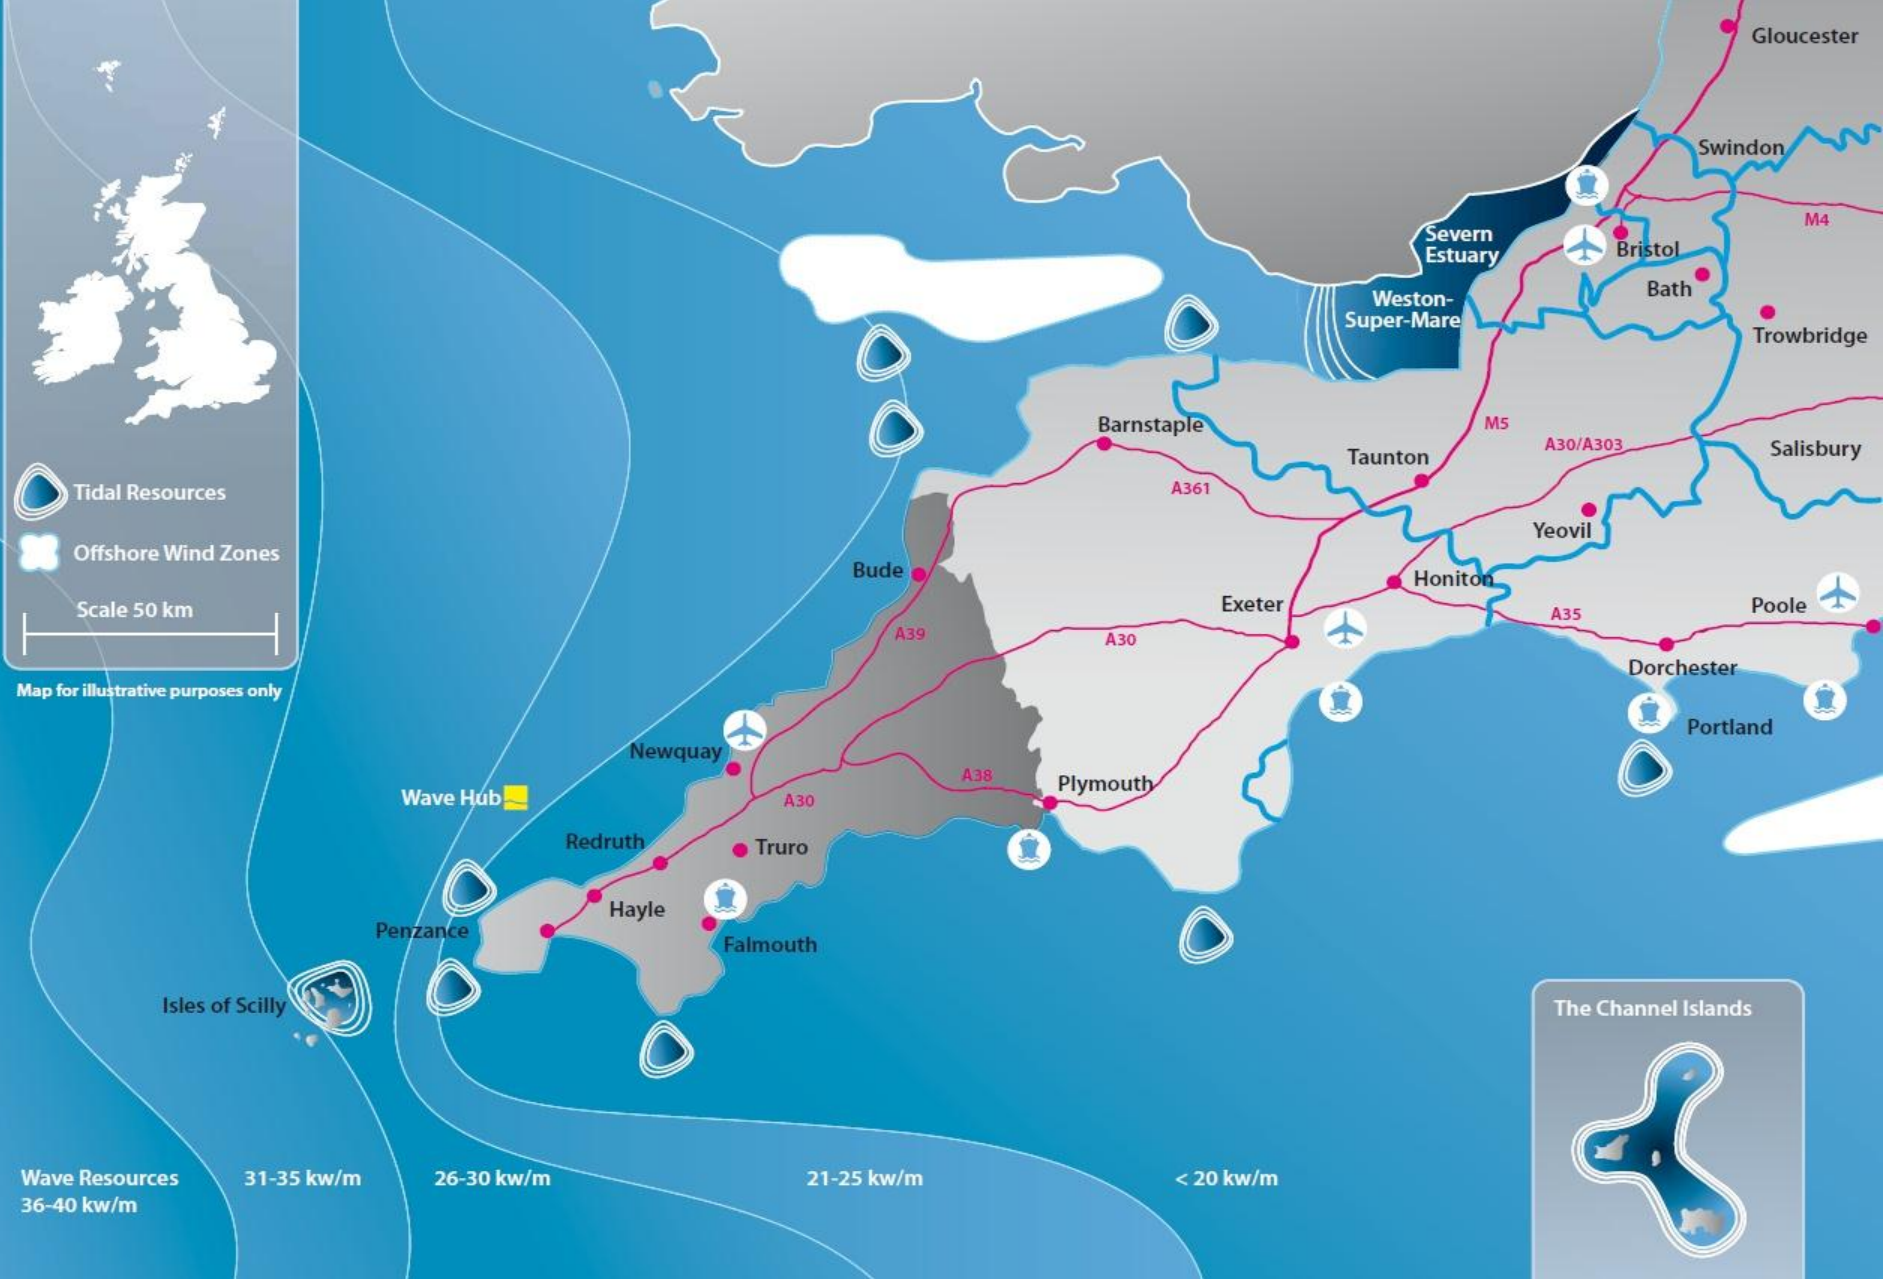 Gloucester
Swindon
M4
Severn
Estuary
Bristol
Weston-
Super-Mare
Bath
Trowbridge
Barnstaple
M5
A30/A303
Taunton
Salisbury
A361
Tidal Resources
Yeovil
Offshore Wind Zones
Bude
Honiton
Scale 50 km
Exeter
Poole
A35
A39
A30
Dorchester
Map for illustrative purposes only
Portland
Newquay
A38
Plymouth
Wave Hub
A30
Redruth
Truro
Hayle
Penzance
Falmouth
Isles of Scilly
The Channel Islands
Wave Resources
36-40 kw/m
31-35 kw/m
26-30 kw/m
21-25 kw/m
< 20 kw/m